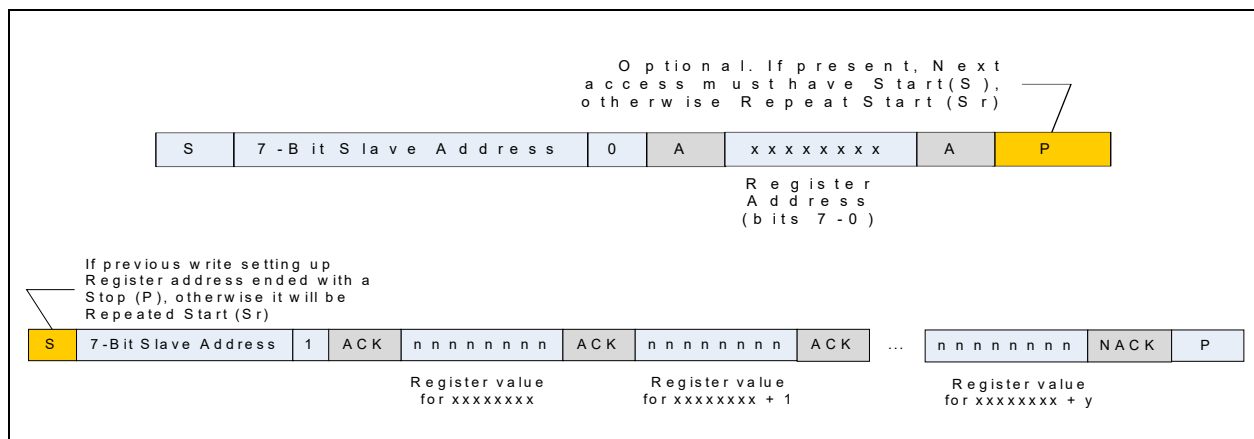 Optional. If present, Next
access must have Start(S),
otherwise Repeat Start (Sr)
S 7-Bit Slave Address 0 A xxxxxxxx A P
Register
Address
(bits 7-0)
If previous write setting up
Register address ended with a
Stop (P), otherwise it will be
Repeated Start (Sr)
S 7-Bit Slave Address 1 ACK nnnnnnnn ACK nnnnnnnn ACK ... nnnnnnnn NACK P
Register value
for xxxxxxxx
Register value
for xxxxxxxx + 1
Register value
for xxxxxxxx + y